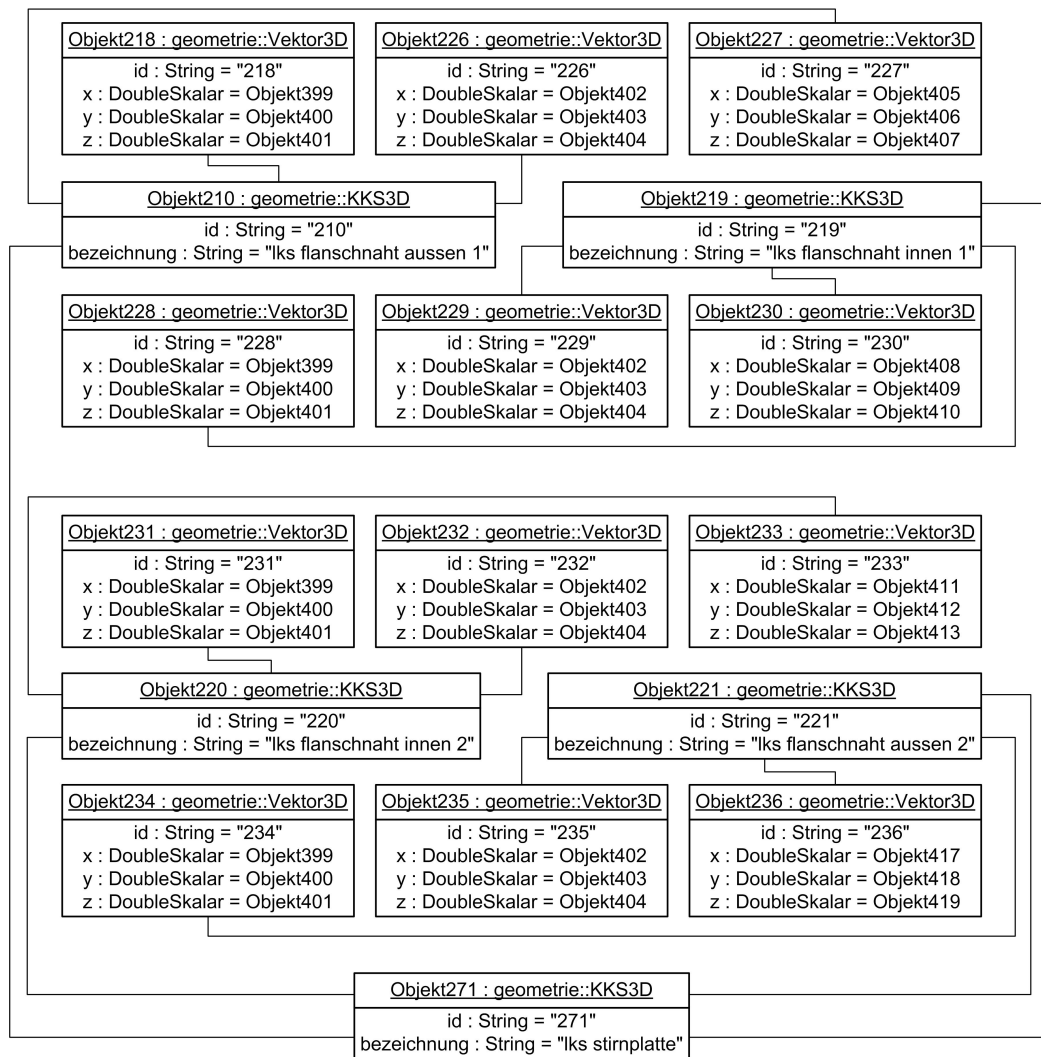 Objekt218 : geometrie::Vektor3D
id : String = "218"
x : DoubleSkalar = Objekt399
y : DoubleSkalar = Objekt400
z : DoubleSkalar = Objekt401
Objekt226 : geometrie::Vektor3D
id : String = "226"
x : DoubleSkalar = Objekt402
y : DoubleSkalar = Objekt403
z : DoubleSkalar = Objekt404
Objekt227 : geometrie::Vektor3D
id : String = "227"
x : DoubleSkalar = Objekt405
y : DoubleSkalar = Objekt406
z : DoubleSkalar = Objekt407
Objekt210 : geometrie::KKS3D
id : String = "210"
bezeichnung : String = "lks flanschnaht aussen 1"
Objekt219 : geometrie::KKS3D
id : String = "219"
bezeichnung : String = "lks flanschnaht innen 1"
Objekt228 : geometrie::Vektor3D
id : String = "228"
x : DoubleSkalar = Objekt399
y : DoubleSkalar = Objekt400
z : DoubleSkalar = Objekt401
Objekt229 : geometrie::Vektor3D
id : String = "229"
x : DoubleSkalar = Objekt402
y : DoubleSkalar = Objekt403
z : DoubleSkalar = Objekt404
Objekt230 : geometrie::Vektor3D
id : String = "230"
x : DoubleSkalar = Objekt408
y : DoubleSkalar = Objekt409
z : DoubleSkalar = Objekt410
Objekt231 : geometrie::Vektor3D
id : String = "231"
x : DoubleSkalar = Objekt399
y : DoubleSkalar = Objekt400
z : DoubleSkalar = Objekt401
Objekt232 : geometrie::Vektor3D
id : String = "232"
x : DoubleSkalar = Objekt402
y : DoubleSkalar = Objekt403
z : DoubleSkalar = Objekt404
Objekt233 : geometrie::Vektor3D
id : String = "233"
x : DoubleSkalar = Objekt411
y : DoubleSkalar = Objekt412
z : DoubleSkalar = Objekt413
Objekt220 : geometrie::KKS3D
id : String = "220"
bezeichnung : String = "lks flanschnaht innen 2"
Objekt221 : geometrie::KKS3D
id : String = "221"
bezeichnung : String = "lks flanschnaht aussen 2"
Objekt234 : geometrie::Vektor3D
id : String = "234"
x : DoubleSkalar = Objekt399
y : DoubleSkalar = Objekt400
z : DoubleSkalar = Objekt401
Objekt235 : geometrie::Vektor3D
id : String = "235"
x : DoubleSkalar = Objekt402
y : DoubleSkalar = Objekt403
z : DoubleSkalar = Objekt404
Objekt236 : geometrie::Vektor3D
id : String = "236"
x : DoubleSkalar = Objekt417
y : DoubleSkalar = Objekt418
z : DoubleSkalar = Objekt419
Objekt271 : geometrie::KKS3D
id : String = "271"
bezeichnung : String = "lks stirnplatte"